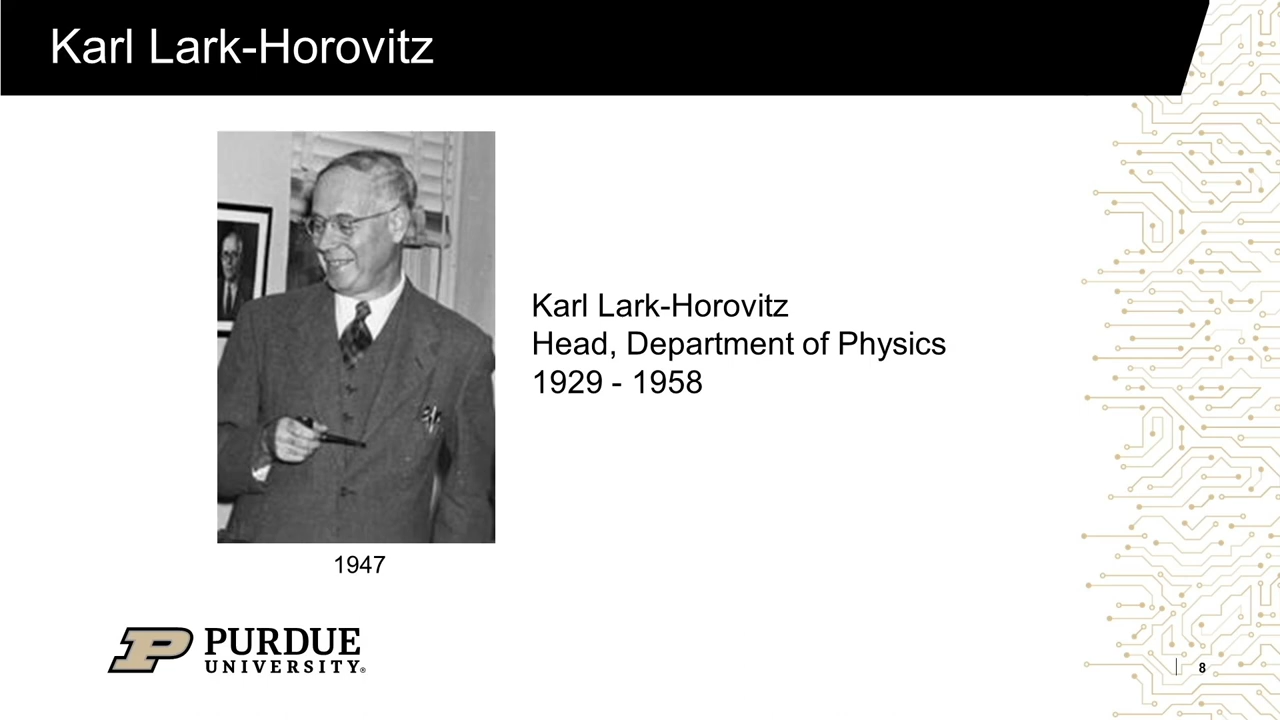 Karl Lark-Horovitz
Karl Lark-Horovitz
Head, Department of Physics
1929 - 1958
1947
P PURDUE
UNIVERSITY®
8